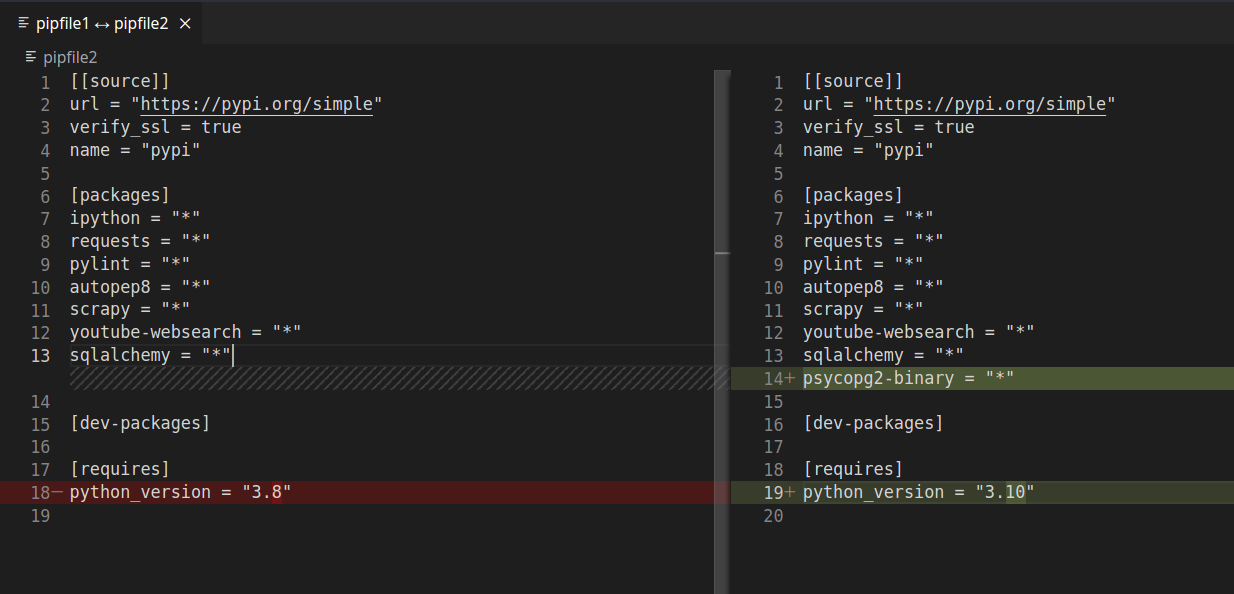 pipfile1 ↔ pipfile2 ×
pipfile2
1 [[source]]
2 url = "https://pypi.org/simple"
3 verify_ssl = true
4 name = "pypi"
5
6 [packages]
7 ipython = "*"
8 requests = "*"
9 pylint = "*"
10 autopep8 = "*"
11 scrapy = "*"
12 youtube-websearch = "*"
13 sqlalchemy = "*"
14
15 [dev-packages]
16
17 [requires]
18− python_version = "3.8"
19
1 [[source]]
2 url = "https://pypi.org/simple"
3 verify_ssl = true
4 name = "pypi"
5
6 [packages]
7 ipython = "*"
8 requests = "*"
9 pylint = "*"
10 autopep8 = "*"
11 scrapy = "*"
12 youtube-websearch = "*"
13 sqlalchemy = "*"
14+ psycopg2-binary = "*"
15
16 [dev-packages]
17
18 [requires]
19+ python_version = "3.10"
20